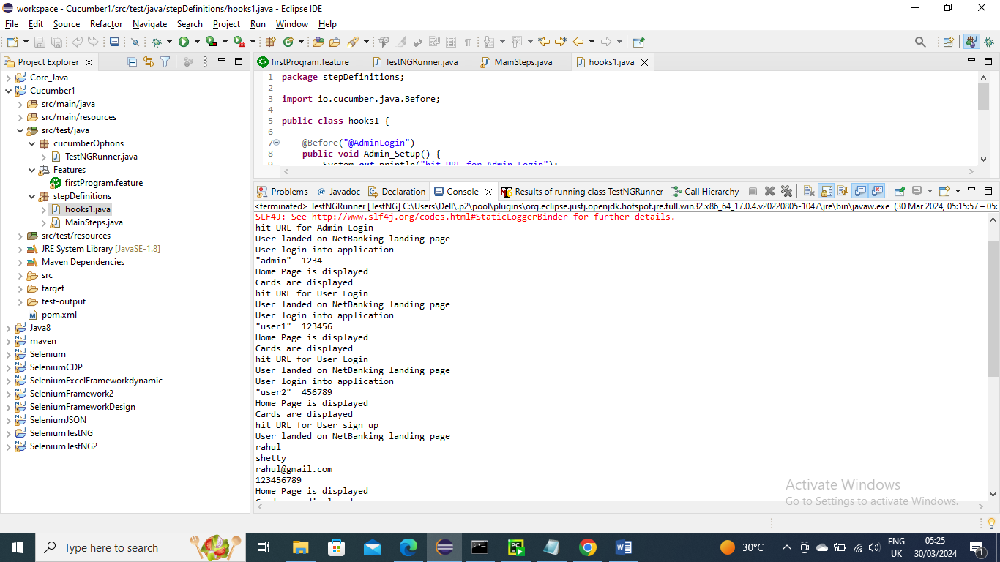 workspace - Cucumber1/src/test/java/stepDefinitions/hooks1.java - Eclipse IDE
File Edit Source Refactor Navigate Search Project Run Window Help
Project Explorer
Core_Java
Cucumber1
src/main/java
src/main/resources
src/test/java
cucumberOptions
TestNGRunner.java
Features
firstProgram.feature
stepDefinitions
hooks1.java
MainSteps.java
src/test/resources
JRE System Library [JavaSE-1.8]
Maven Dependencies
src
target
test-output
pom.xml
Java8
maven
Selenium
SeleniumCDP
SeleniumExcelFrameworkdynamic
SeleniumFramework2
SeleniumFrameworkDesign
SeleniumJSON
SeleniumTestNG
SeleniumTestNG2
firstProgram.feature TestNGRunner.java MainSteps.java hooks1.java
1 package stepDefinitions;
2
3 import io.cucumber.java.Before;
4
5 public class hooks1 {
6
7 @Before("@AdminLogin")
8 public void Admin_Setup() {
9 System.out.println("hit URL for Admin Login");
Problems @ Javadoc Declaration Console Results of running class TestNGRunner Call Hierarchy
<terminated> TestNGRunner [TestNG] C:\Users\Dell\.p2\pool\plugins\org.eclipse.justj.openjdk.hotspot.jre.full.win32.x86_64_17.0.4.v20220805-1047\jre\bin\javaw.exe (30 Mar 2024, 05:15:57 – 05:
SLF4J: See http://www.slf4j.org/codes.html#StaticLoggerBinder for further details.
hit URL for Admin Login
User landed on NetBanking landing page
User login into application
"admin" 1234
Home Page is displayed
Cards are displayed
hit URL for User Login
User landed on NetBanking landing page
User login into application
"user1" 123456
Home Page is displayed
Cards are displayed
hit URL for User Login
User landed on NetBanking landing page
User login into application
"user2" 456789
Home Page is displayed
Cards are displayed
hit URL for User sign up
User landed on NetBanking landing page
rahul
shetty
rahul@gmail.com
123456789
Home Page is displayed
Activate Windows
Go to Settings to activate Windows.
Type here to search
30°C
ENG
UK
05:25
30/03/2024
1